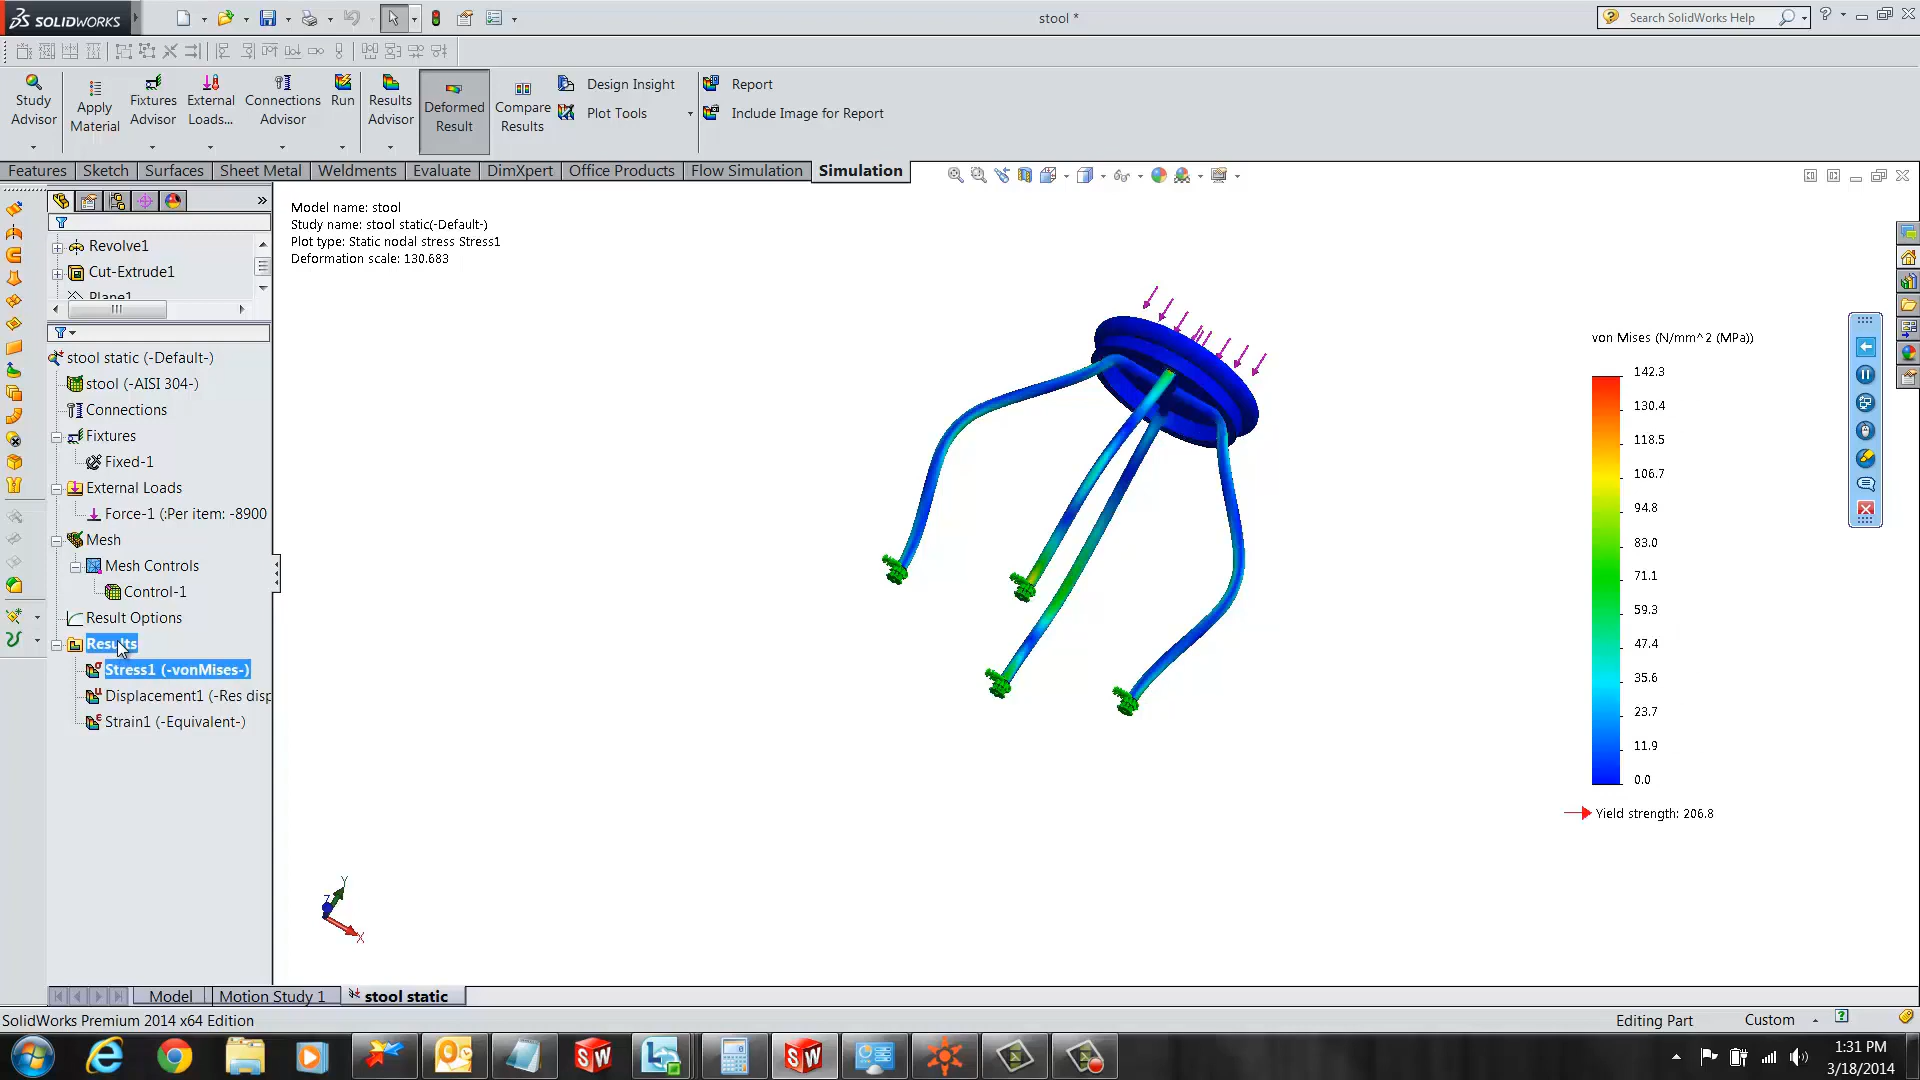 SOLIDWORKS
stool *
Search SolidWorks Help
Study Advisor
Apply Material
Fixtures Advisor
External Loads...
Connections Advisor
Run
Results Advisor
Deformed Result
Compare Results
Design Insight
Plot Tools
Report
Include Image for Report
Features
Sketch
Surfaces
Sheet Metal
Weldments
Evaluate
DimXpert
Office Products
Flow Simulation
Simulation
Revolve1
Cut-Extrude1
Plane1
stool static (-Default-)
stool (-AISI 304-)
Connections
Fixtures
Fixed-1
External Loads
Force-1 (:Per item: -8900
Mesh
Mesh Controls
Control-1
Result Options
Results
Stress1 (-vonMises-)
Displacement1 (-Res disp
Strain1 (-Equivalent-)
Model name: stool
Study name: stool static(-Default-)
Plot type: Static nodal stress Stress1
Deformation scale: 130.683
von Mises (N/mm^2 (MPa))
142.3
130.4
118.5
106.7
94.8
83.0
71.1
59.3
47.4
35.6
23.7
11.9
0.0
Yield strength: 206.8
Y
Z
X
Model
Motion Study 1
stool static
SolidWorks Premium 2014 x64 Edition
Editing Part
Custom
SW
SW
1:31 PM
3/18/2014